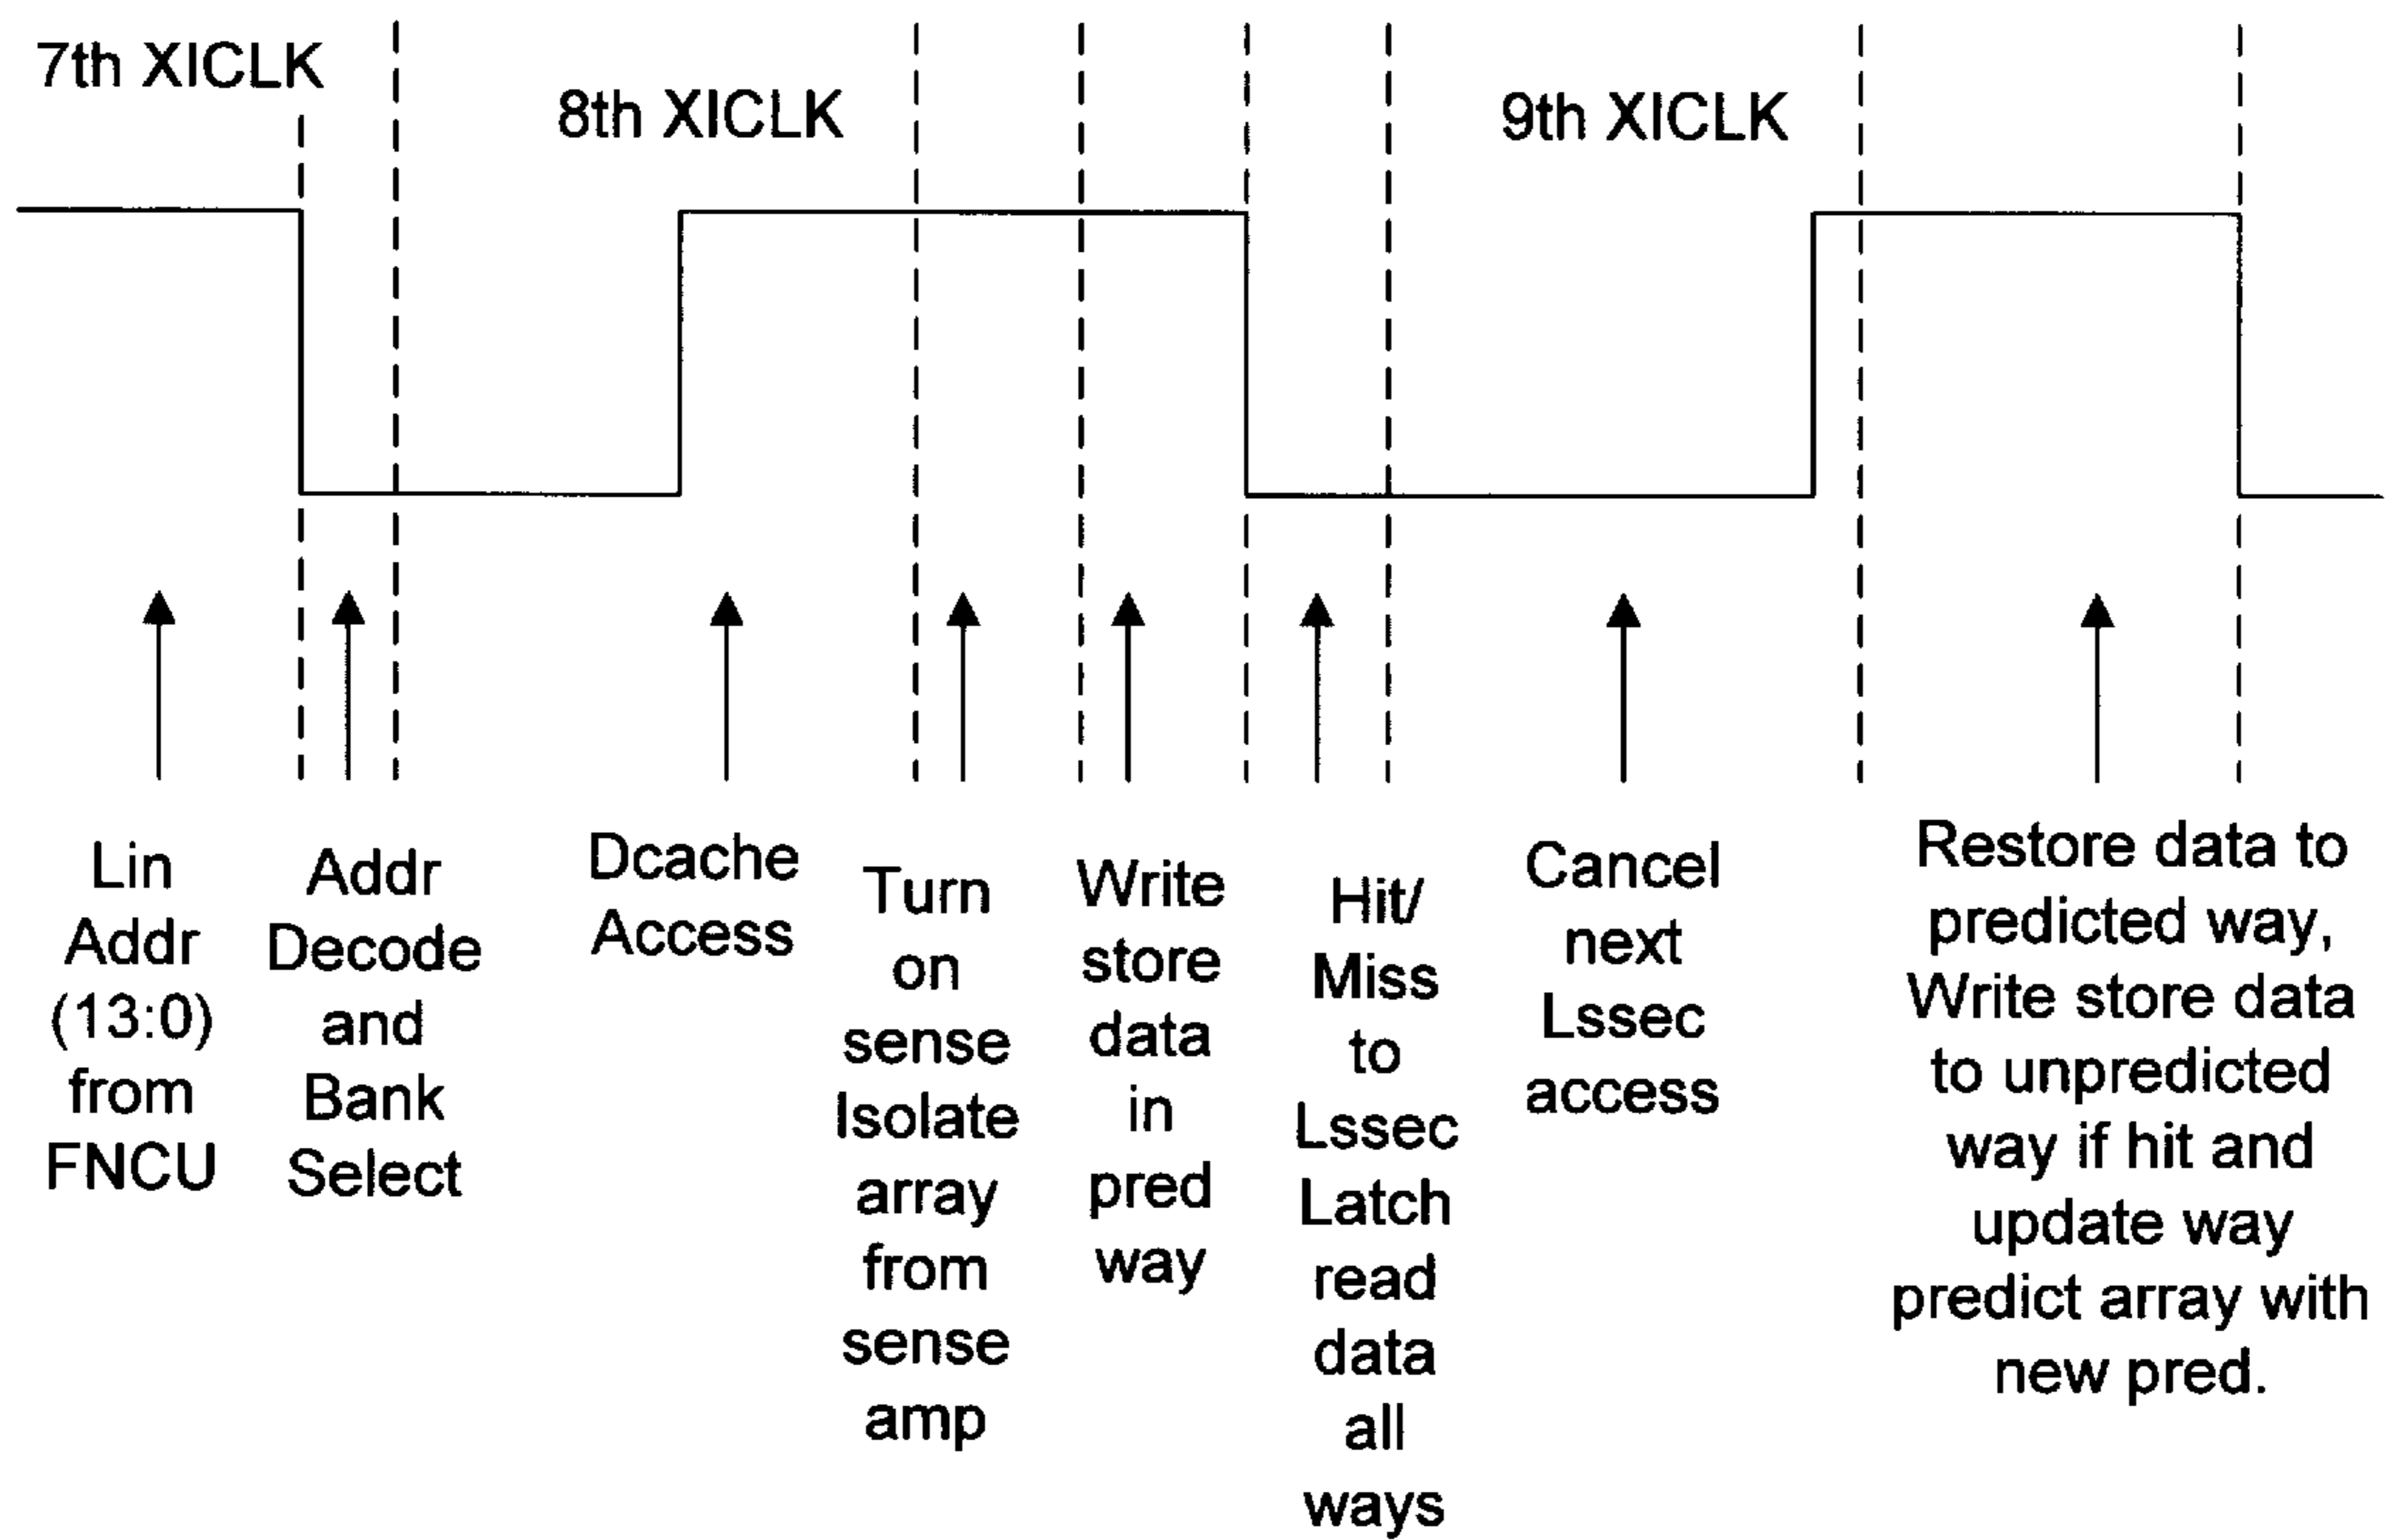 7th XICLK
8th XICLK
9th XICLK
Lin
Addr
(13:0)
from
FNCU
Addr
Decode
and
Bank
Select
Dcache
Access
Turn
on
sense
Isolate
array
from
sense
amp
Write
store
data
in
pred
way
Hit/
Miss
to
Lssec
Latch
read
data
all
ways
Cancel
next
Lssec
access
Restore data to
predicted way,
Write store data
to unpredicted
way if hit and
update way
predict array with
new pred.